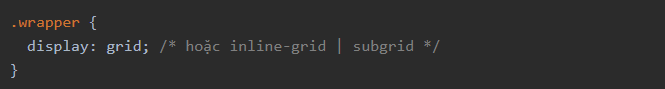 .wrapper {
  display: grid; /* hoặc inline-grid | subgrid */
}